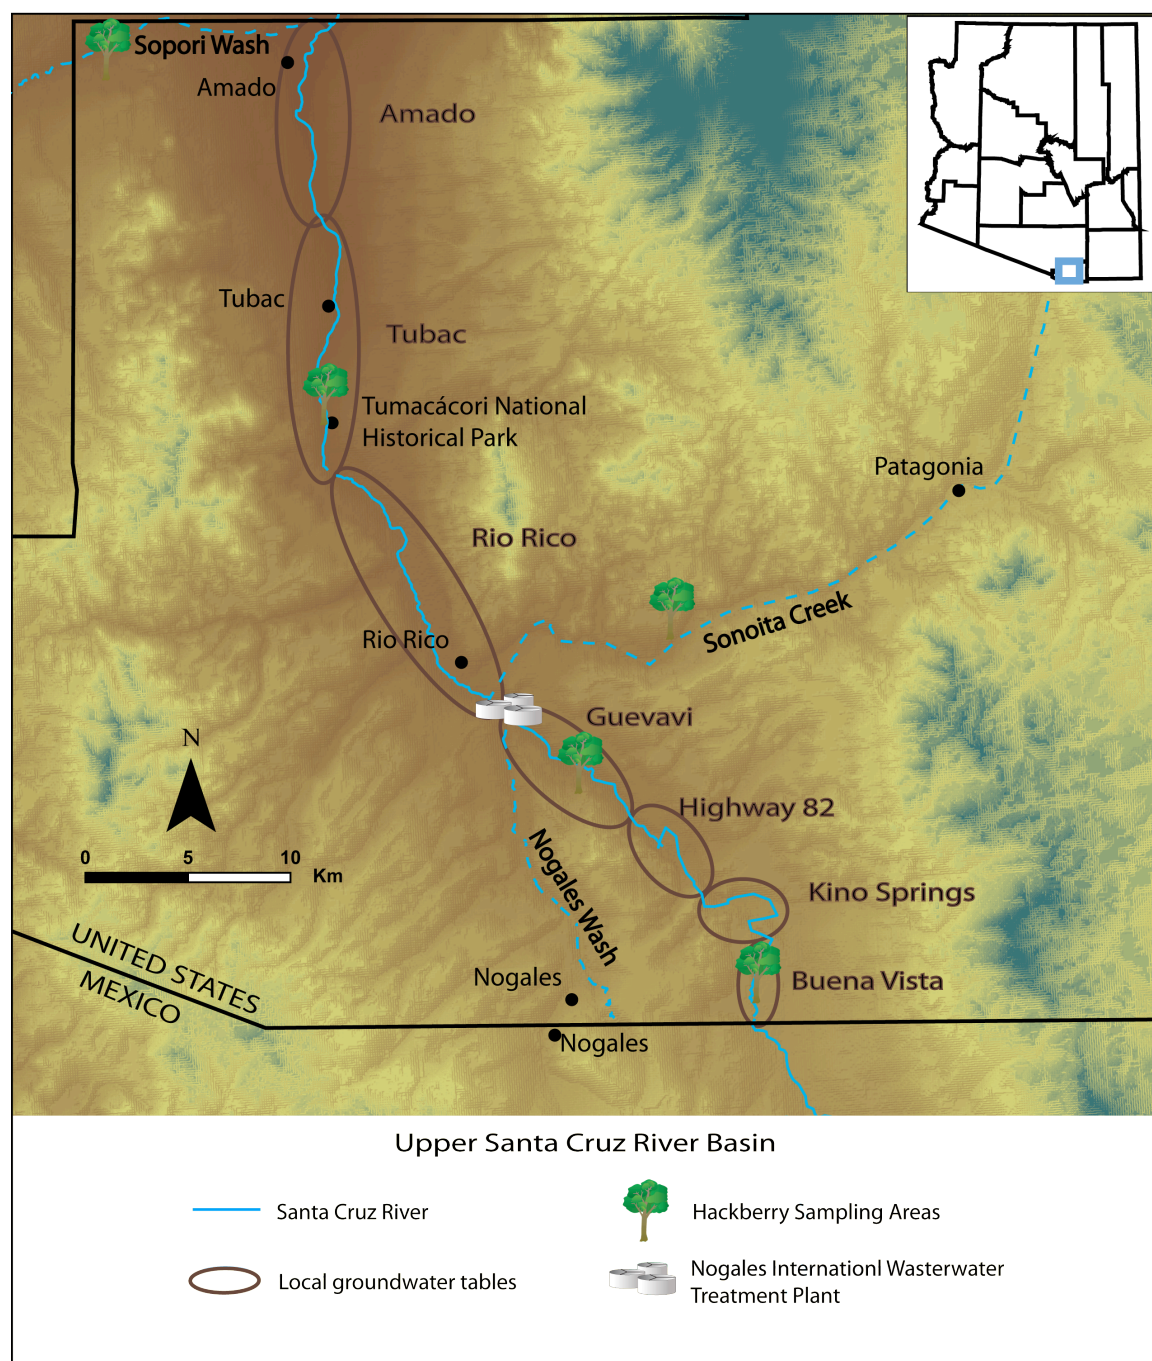 Sopori Wash
Amado
Amado
Tubac
Tubac
Tumacácori National
Historical Park
Patagonia
Rio Rico
Sonoita Creek
Rio Rico
Guevavi
N
Highway 82
0 5 10
Km
Nogales Wash
Kino Springs
UNITED STATES
MEXICO
Nogales
Buena Vista
Nogales
Upper Santa Cruz River Basin
Santa Cruz River
Hackberry Sampling Areas
Local groundwater tables
Nogales Internationl Wasterwater
Treatment Plant